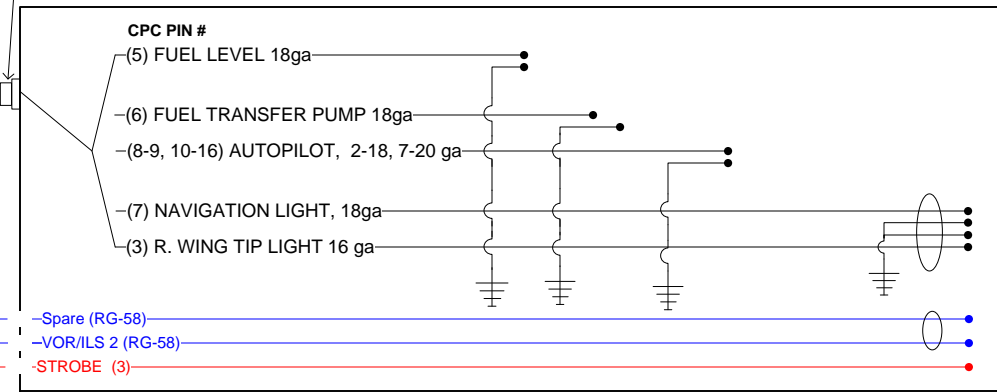 CPC PIN #
(5) FUEL LEVEL 18ga
(6) FUEL TRANSFER PUMP 18ga
(8-9, 10-16) AUTOPILOT, 2-18, 7-20 ga
(7) NAVIGATION LIGHT, 18ga
(3) R. WING TIP LIGHT 16 ga
Spare (RG-58)
VOR/ILS 2 (RG-58)
STROBE (3)